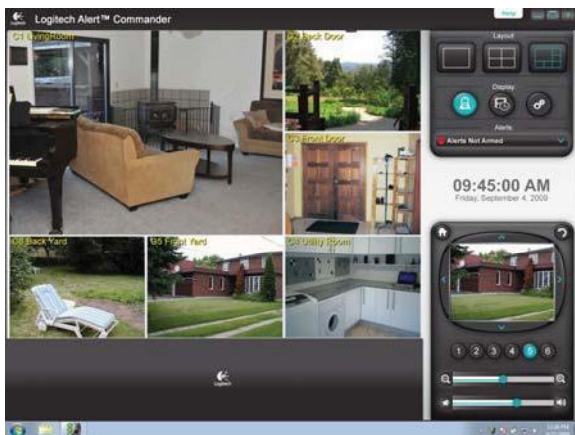 Logitech
Logitech Alert™ Commander
Help
C1 LivingRoom
C2 Back Door
C3 Front Door
C6 Back Yard
C5 Front Yard
C4 Utility Room
Layout
Display
Alerts
Alerts Not Armed
09:45:00 AM
Friday, September 4, 2009
1 2 3 4 5 6
Logitech